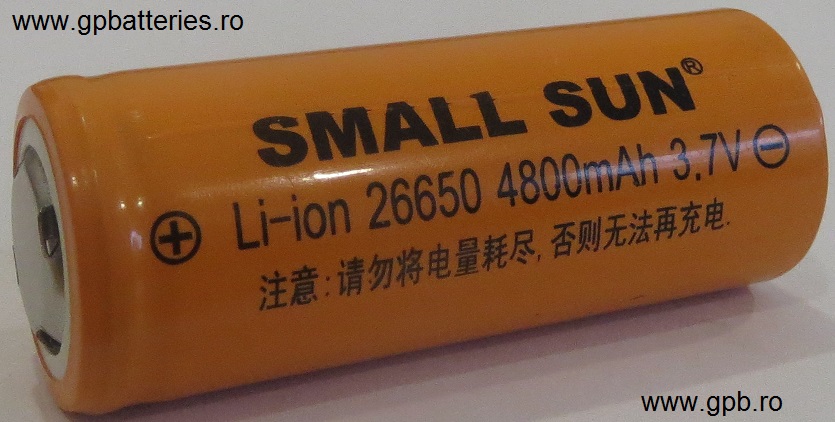 www.gpbatteries.ro
SMALL SUN®
⊕ Li-ion 26650 4800mAh 3.7V ⊖
注意:请勿将电量耗尽,否则无法再充电.
www.gpb.ro